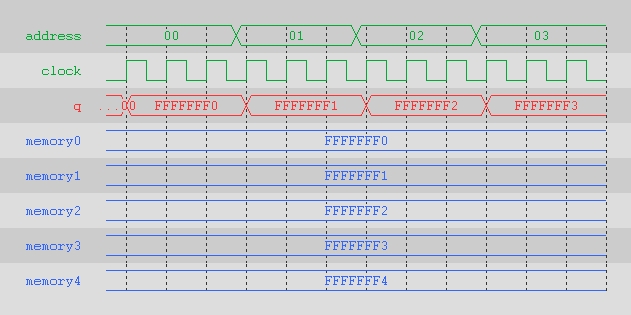 address 00 01 02 03
clock
q ...00 FFFFFFF0 FFFFFFF1 FFFFFFF2 FFFFFFF3
memory0 FFFFFFF0
memory1 FFFFFFF1
memory2 FFFFFFF2
memory3 FFFFFFF3
memory4 FFFFFFF4